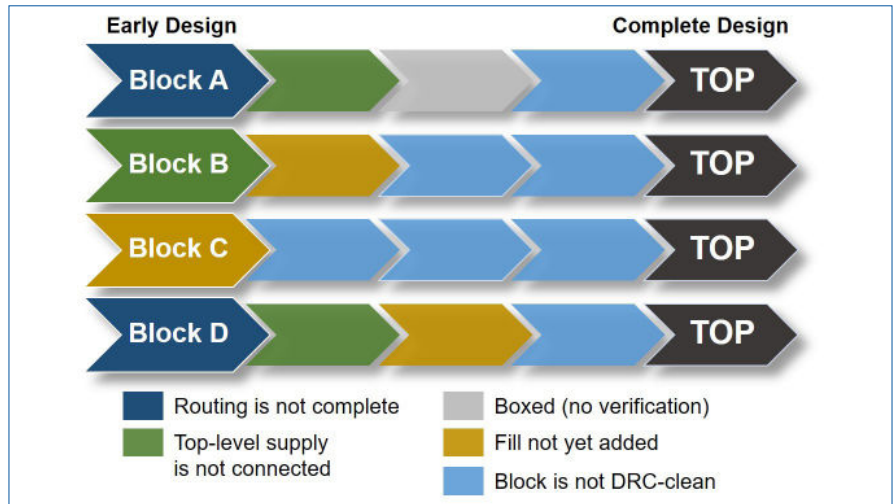 Early Design
Complete Design
Block A
TOP
Block B
TOP
Block C
TOP
Block D
TOP
Routing is not complete
Top-level supply
is not connected
Boxed (no verification)
Fill not yet added
Block is not DRC-clean